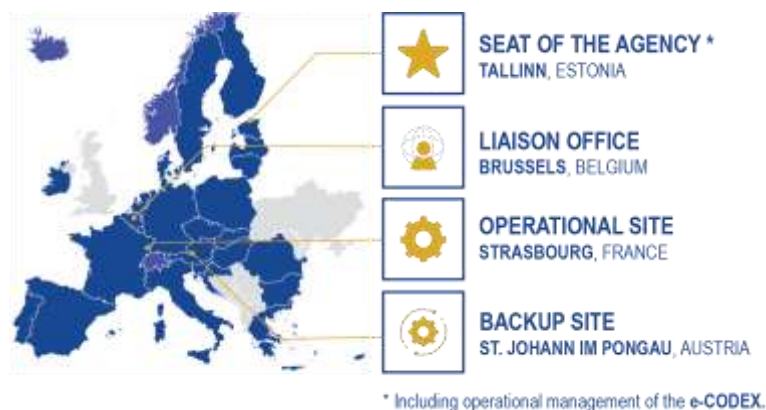 SEAT OF THE AGENCY *
TALLINN, ESTONIA
LIAISON OFFICE
BRUSSELS, BELGIUM
OPERATIONAL SITE
STRASBOURG, FRANCE
BACKUP SITE
ST. JOHANN IM PONGAU, AUSTRIA
* Including operational management of the e-CODEX.